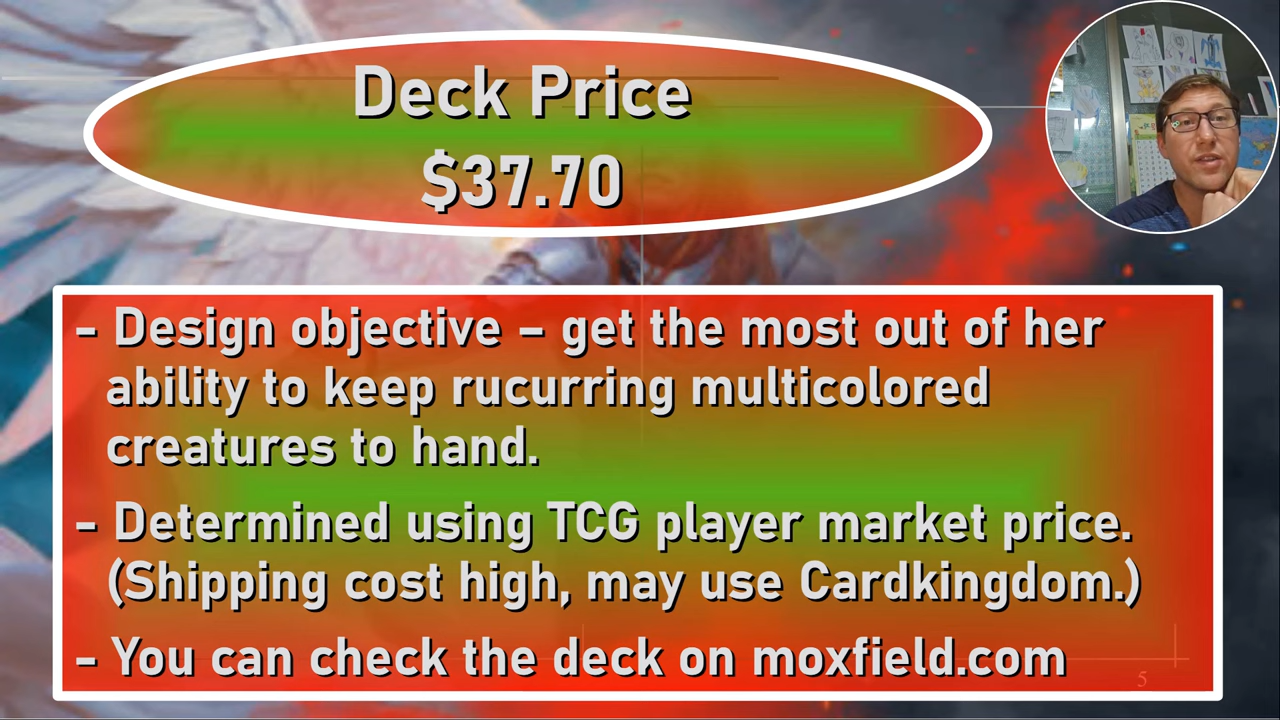 Deck Price
$37.70
– Design objective – get the most out of her
ability to keep rucurring multicolored
creatures to hand.
– Determined using TCG player market price.
(Shipping cost high, may use Cardkingdom.)
– You can check the deck on moxfield.com
5